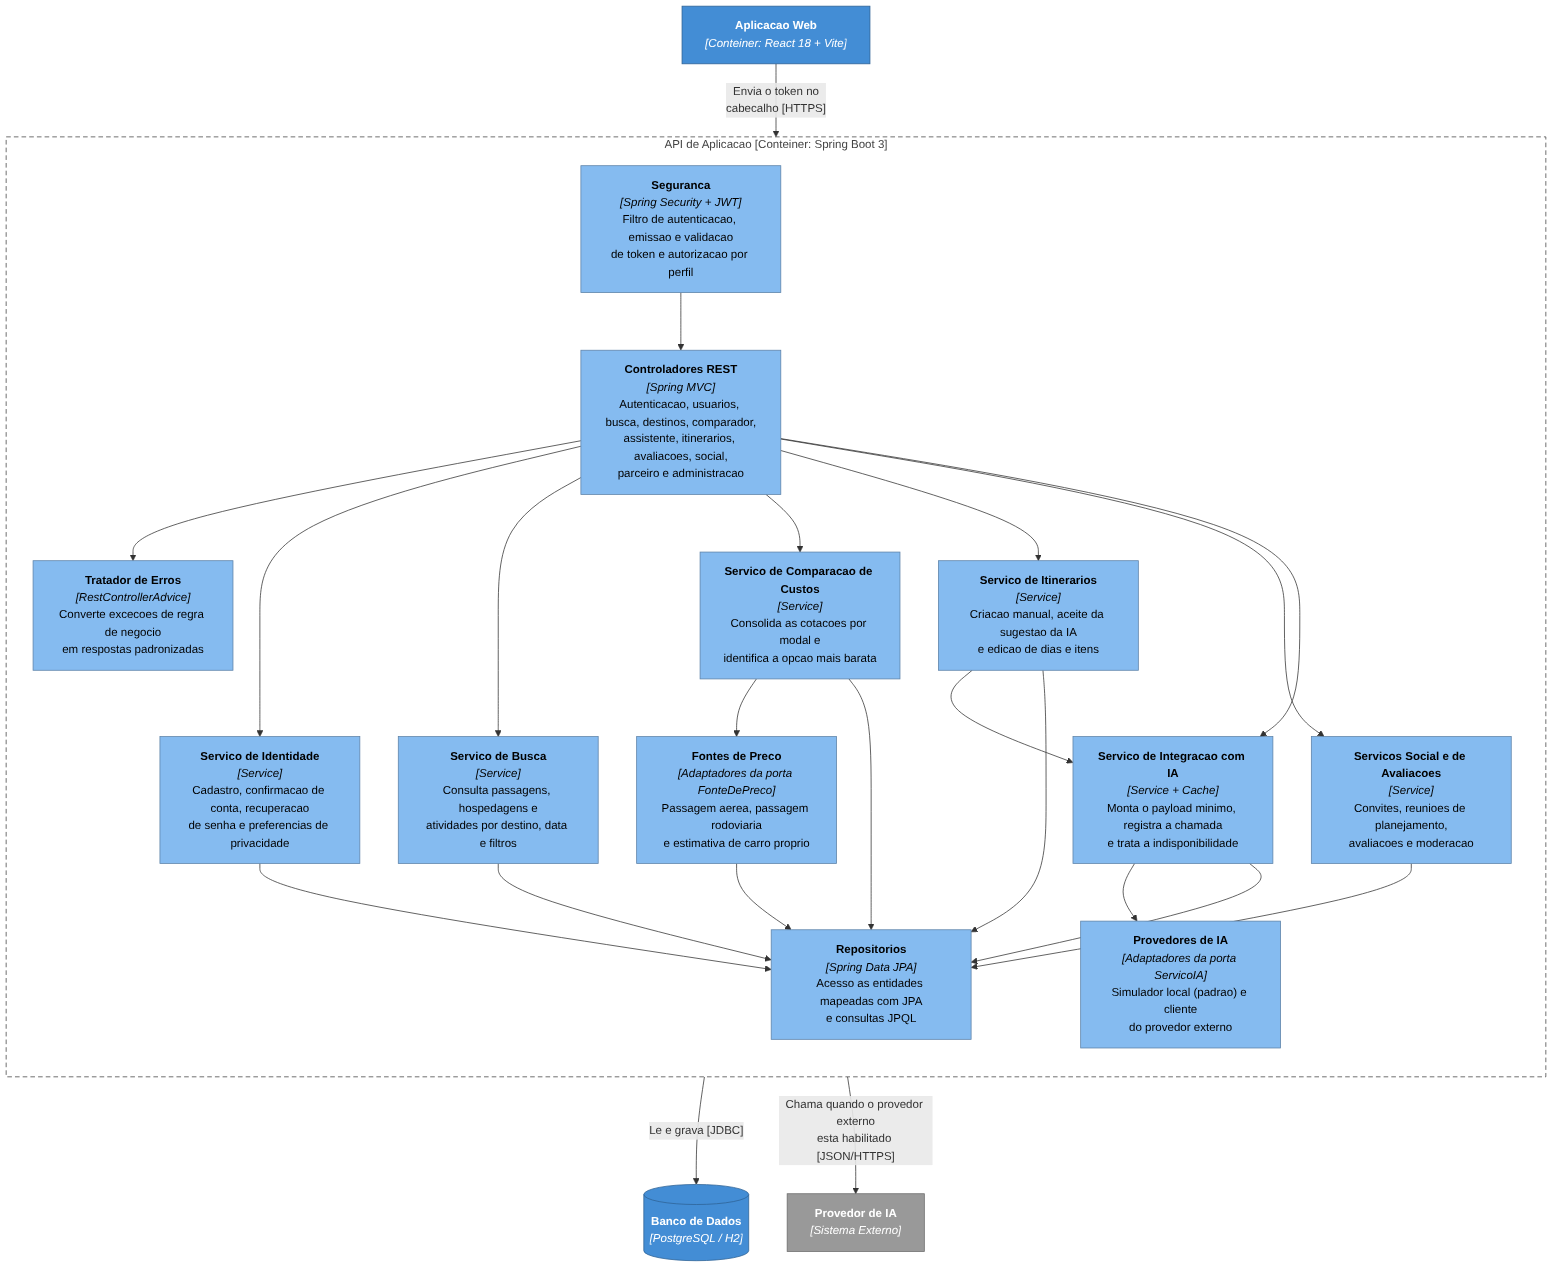 Aplicacao Web
[Conteiner: React 18 + Vite]
Envia o token no
cabecalho [HTTPS]
API de Aplicacao [Conteiner: Spring Boot 3]
Seguranca
[Spring Security + JWT]
Filtro de autenticacao,
emissao e validacao
de token e autorizacao por
perfil
Controladores REST
[Spring MVC]
Autenticacao, usuarios,
busca, destinos, comparador,
assistente, itinerarios,
avaliacoes, social,
parceiro e administracao
Tratador de Erros
[RestControllerAdvice]
Converte excecoes de regra
de negocio
em respostas padronizadas
Servico de Comparacao de
Custos
[Service]
Consolida as cotacoes por
modal e
identifica a opcao mais barata
Servico de Itinerarios
[Service]
Criacao manual, aceite da
sugestao da IA
e edicao de dias e itens
Servico de Identidade
[Service]
Cadastro, confirmacao de
conta, recuperacao
de senha e preferencias de
privacidade
Servico de Busca
[Service]
Consulta passagens,
hospedagens e
atividades por destino, data
e filtros
Fontes de Preco
[Adaptadores da porta
FonteDePreco]
Passagem aerea, passagem
rodoviaria
e estimativa de carro proprio
Servico de Integracao com
IA
[Service + Cache]
Monta o payload minimo,
registra a chamada
e trata a indisponibilidade
Servicos Social e de
Avaliacoes
[Service]
Convites, reunioes de
planejamento,
avaliacoes e moderacao
Repositorios
[Spring Data JPA]
Acesso as entidades
mapeadas com JPA
e consultas JPQL
Provedores de IA
[Adaptadores da porta
ServicoIA]
Simulador local (padrao) e
cliente
do provedor externo
Le e grava [JDBC]
Chama quando o provedor
externo
esta habilitado
[JSON/HTTPS]
Banco de Dados
[PostgreSQL / H2]
Provedor de IA
[Sistema Externo]